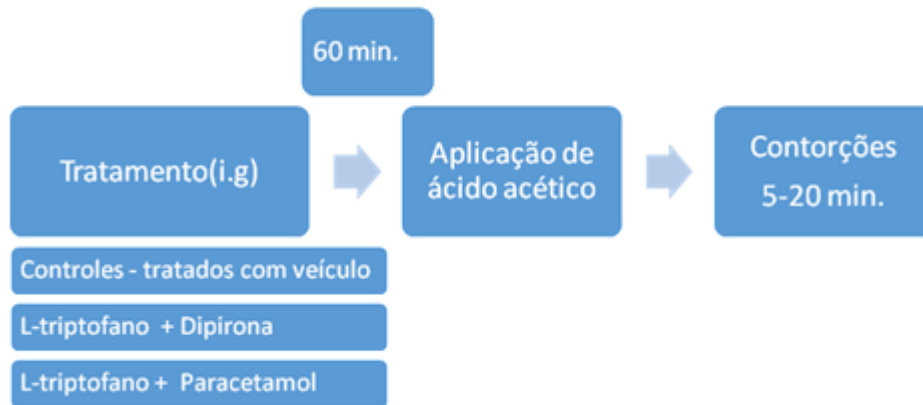 60 min.
Tratamento(i.g)
Aplicação de
ácido acético
Contorções
5-20 min.
Controles - tratados com veículo
L-triptofano + Dipirona
L-triptofano + Paracetamol